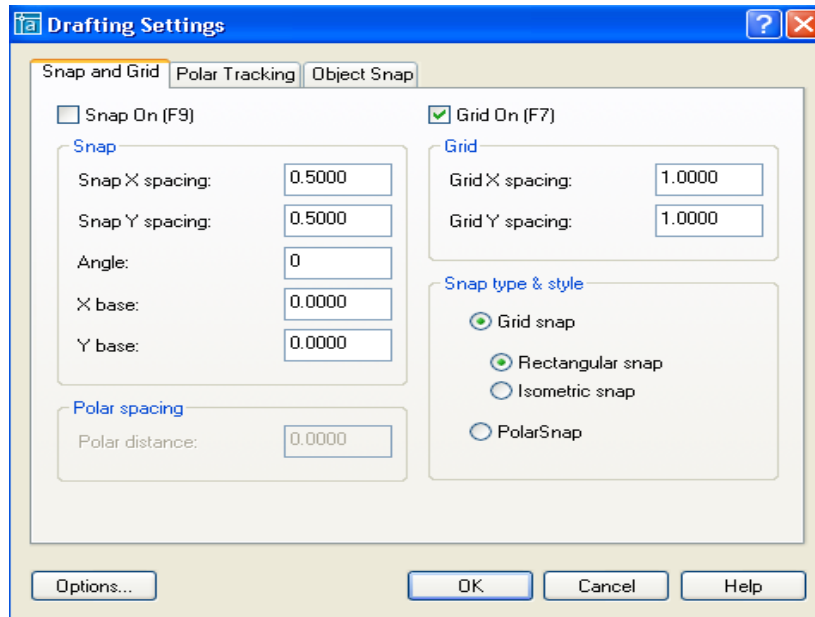 Drafting Settings
Snap and Grid
Polar Tracking
Object Snap
Snap On (F9)
Snap
Snap X spacing: 0.5000
Snap Y spacing: 0.5000
Angle: 0
X base: 0.0000
Y base: 0.0000
Polar spacing
Polar distance: 0.0000
Grid On (F7)
Grid
Grid X spacing: 1.0000
Grid Y spacing: 1.0000
Snap type & style
Grid snap
Rectangular snap
Isometric snap
PolarSnap
Options...
OK
Cancel
Help